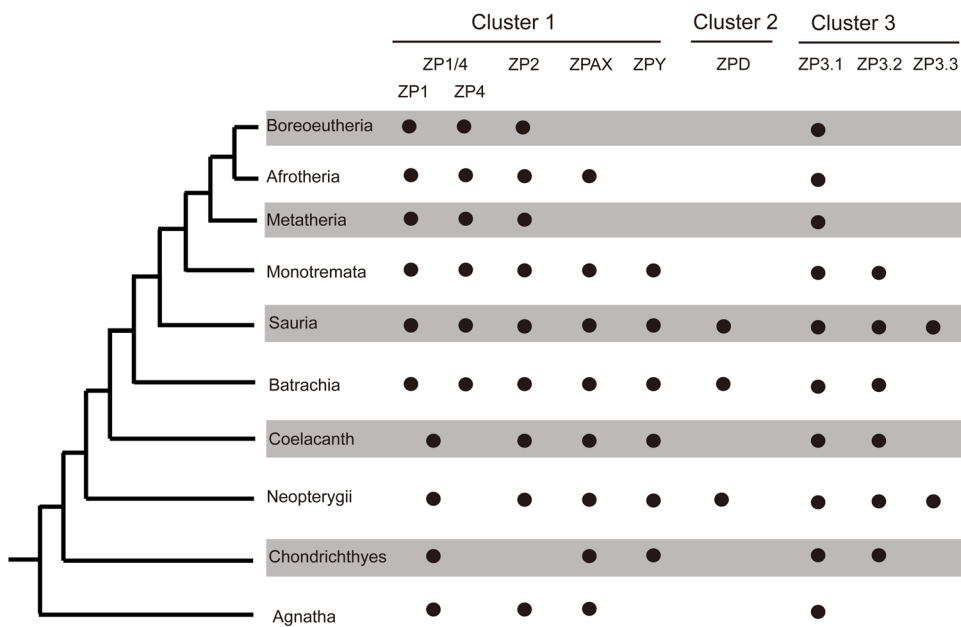 Cluster 1 Cluster 2 Cluster 3
ZP1/4 ZP2 ZPAX ZPY ZPD ZP3.1 ZP3.2 ZP3.3
ZP1 ZP4
Boreoeutheria
Afrotheria
Metatheria
Monotremata
Sauria
Batrachia
Coelacanth
Neopterygii
Chondrichthyes
Agnatha